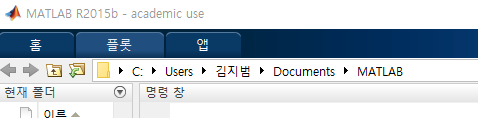 MATLAB R2015b - academic use
홈 플롯 앱
C: Users 김지범 Documents MATLAB
현재 폴더 명령 창
이름